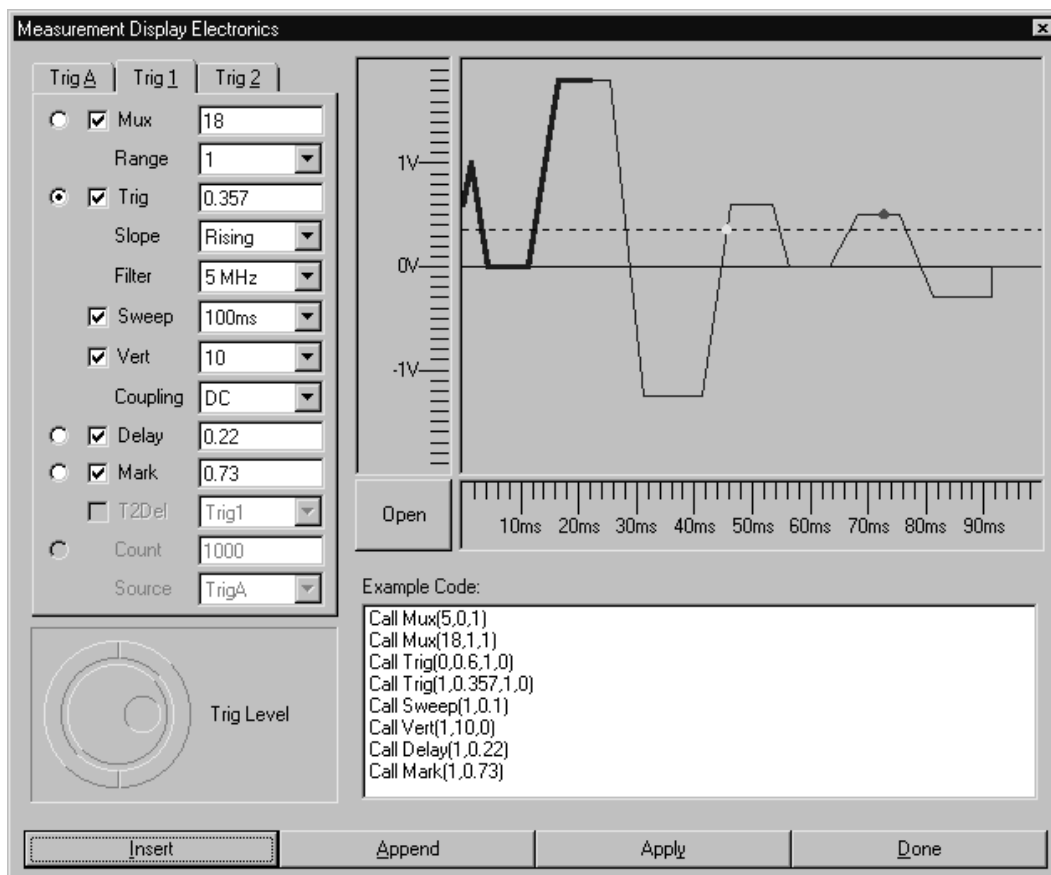 Measurement Display Electronics
Trig A Trig 1 Trig 2
Mux 18
Range 1
Trig 0.357
Slope Rising
Filter 5 MHz
Sweep 100ms
Vert 10
Coupling DC
Delay 0.22
Mark 0.73
T2Del Trig1
Count 1000
Source TrigA
Trig Level
1V
0V
-1V
Open
10ms 20ms 30ms 40ms 50ms 60ms 70ms 80ms 90ms
Example Code:
Call Mux(5,0,1)
Call Mux(18,1,1)
Call Trig(0,0.6,1,0)
Call Trig(1,0.357,1,0)
Call Sweep(1,0.1)
Call Vert(1,10,0)
Call Delay(1,0.22)
Call Mark(1,0.73)
Insert Append Apply Done